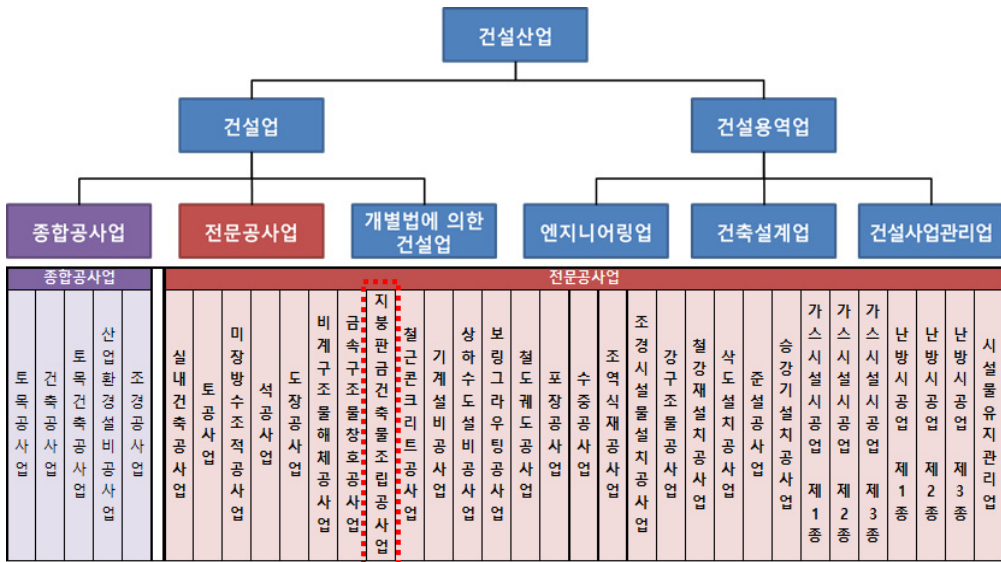 건설산업
건설업
건설용역업
종합공사업
전문공사업
개별법에 의한
건설업
엔지니어링업
건축설계업
건설사업관리업
종합공사업
전문공사업
토목공사업
건축공사업
토목건축공사업
산업환경설비공사업
조경공사업
실내건축공사업
토공사업
미장방수조적공사업
석공사업
도장공사업
비계구조물해체공사업
금속구조물창호공사업
지붕판금건축물조립공사업
철근콘크리트공사업
기계설비공사업
상하수도설비공사업
보링그라우팅공사업
철도궤도공사업
포장공사업
수중공사업
조역식재공사업
조경시설물설치공사업
강구조물공사업
철강재설치공사업
삭도설치공사업
준설공사업
승강기설치공사업
가스시설시공업 제1종
가스시설시공업 제2종
가스시설시공업 제3종
난방시공업 제1종
난방시공업 제2종
난방시공업 제3종
시설물유지관리업